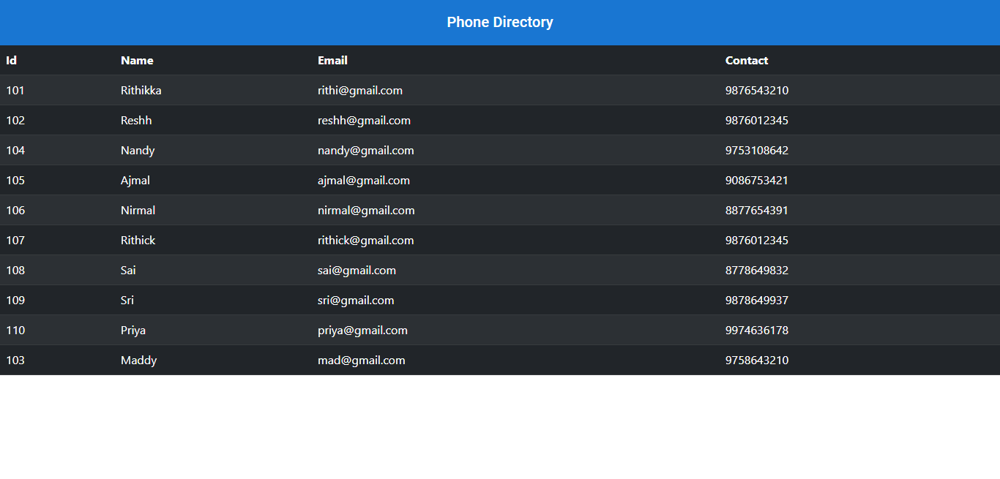 Phone Directory
Id Name Email Contact
101 Rithikka rithi@gmail.com 9876543210
102 Reshh reshh@gmail.com 9876012345
104 Nandy nandy@gmail.com 9753108642
105 Ajmal ajmal@gmail.com 9086753421
106 Nirmal nirmal@gmail.com 8877654391
107 Rithick rithick@gmail.com 9876012345
108 Sai sai@gmail.com 8778649832
109 Sri sri@gmail.com 9878649937
110 Priya priya@gmail.com 9974636178
103 Maddy mad@gmail.com 9758643210